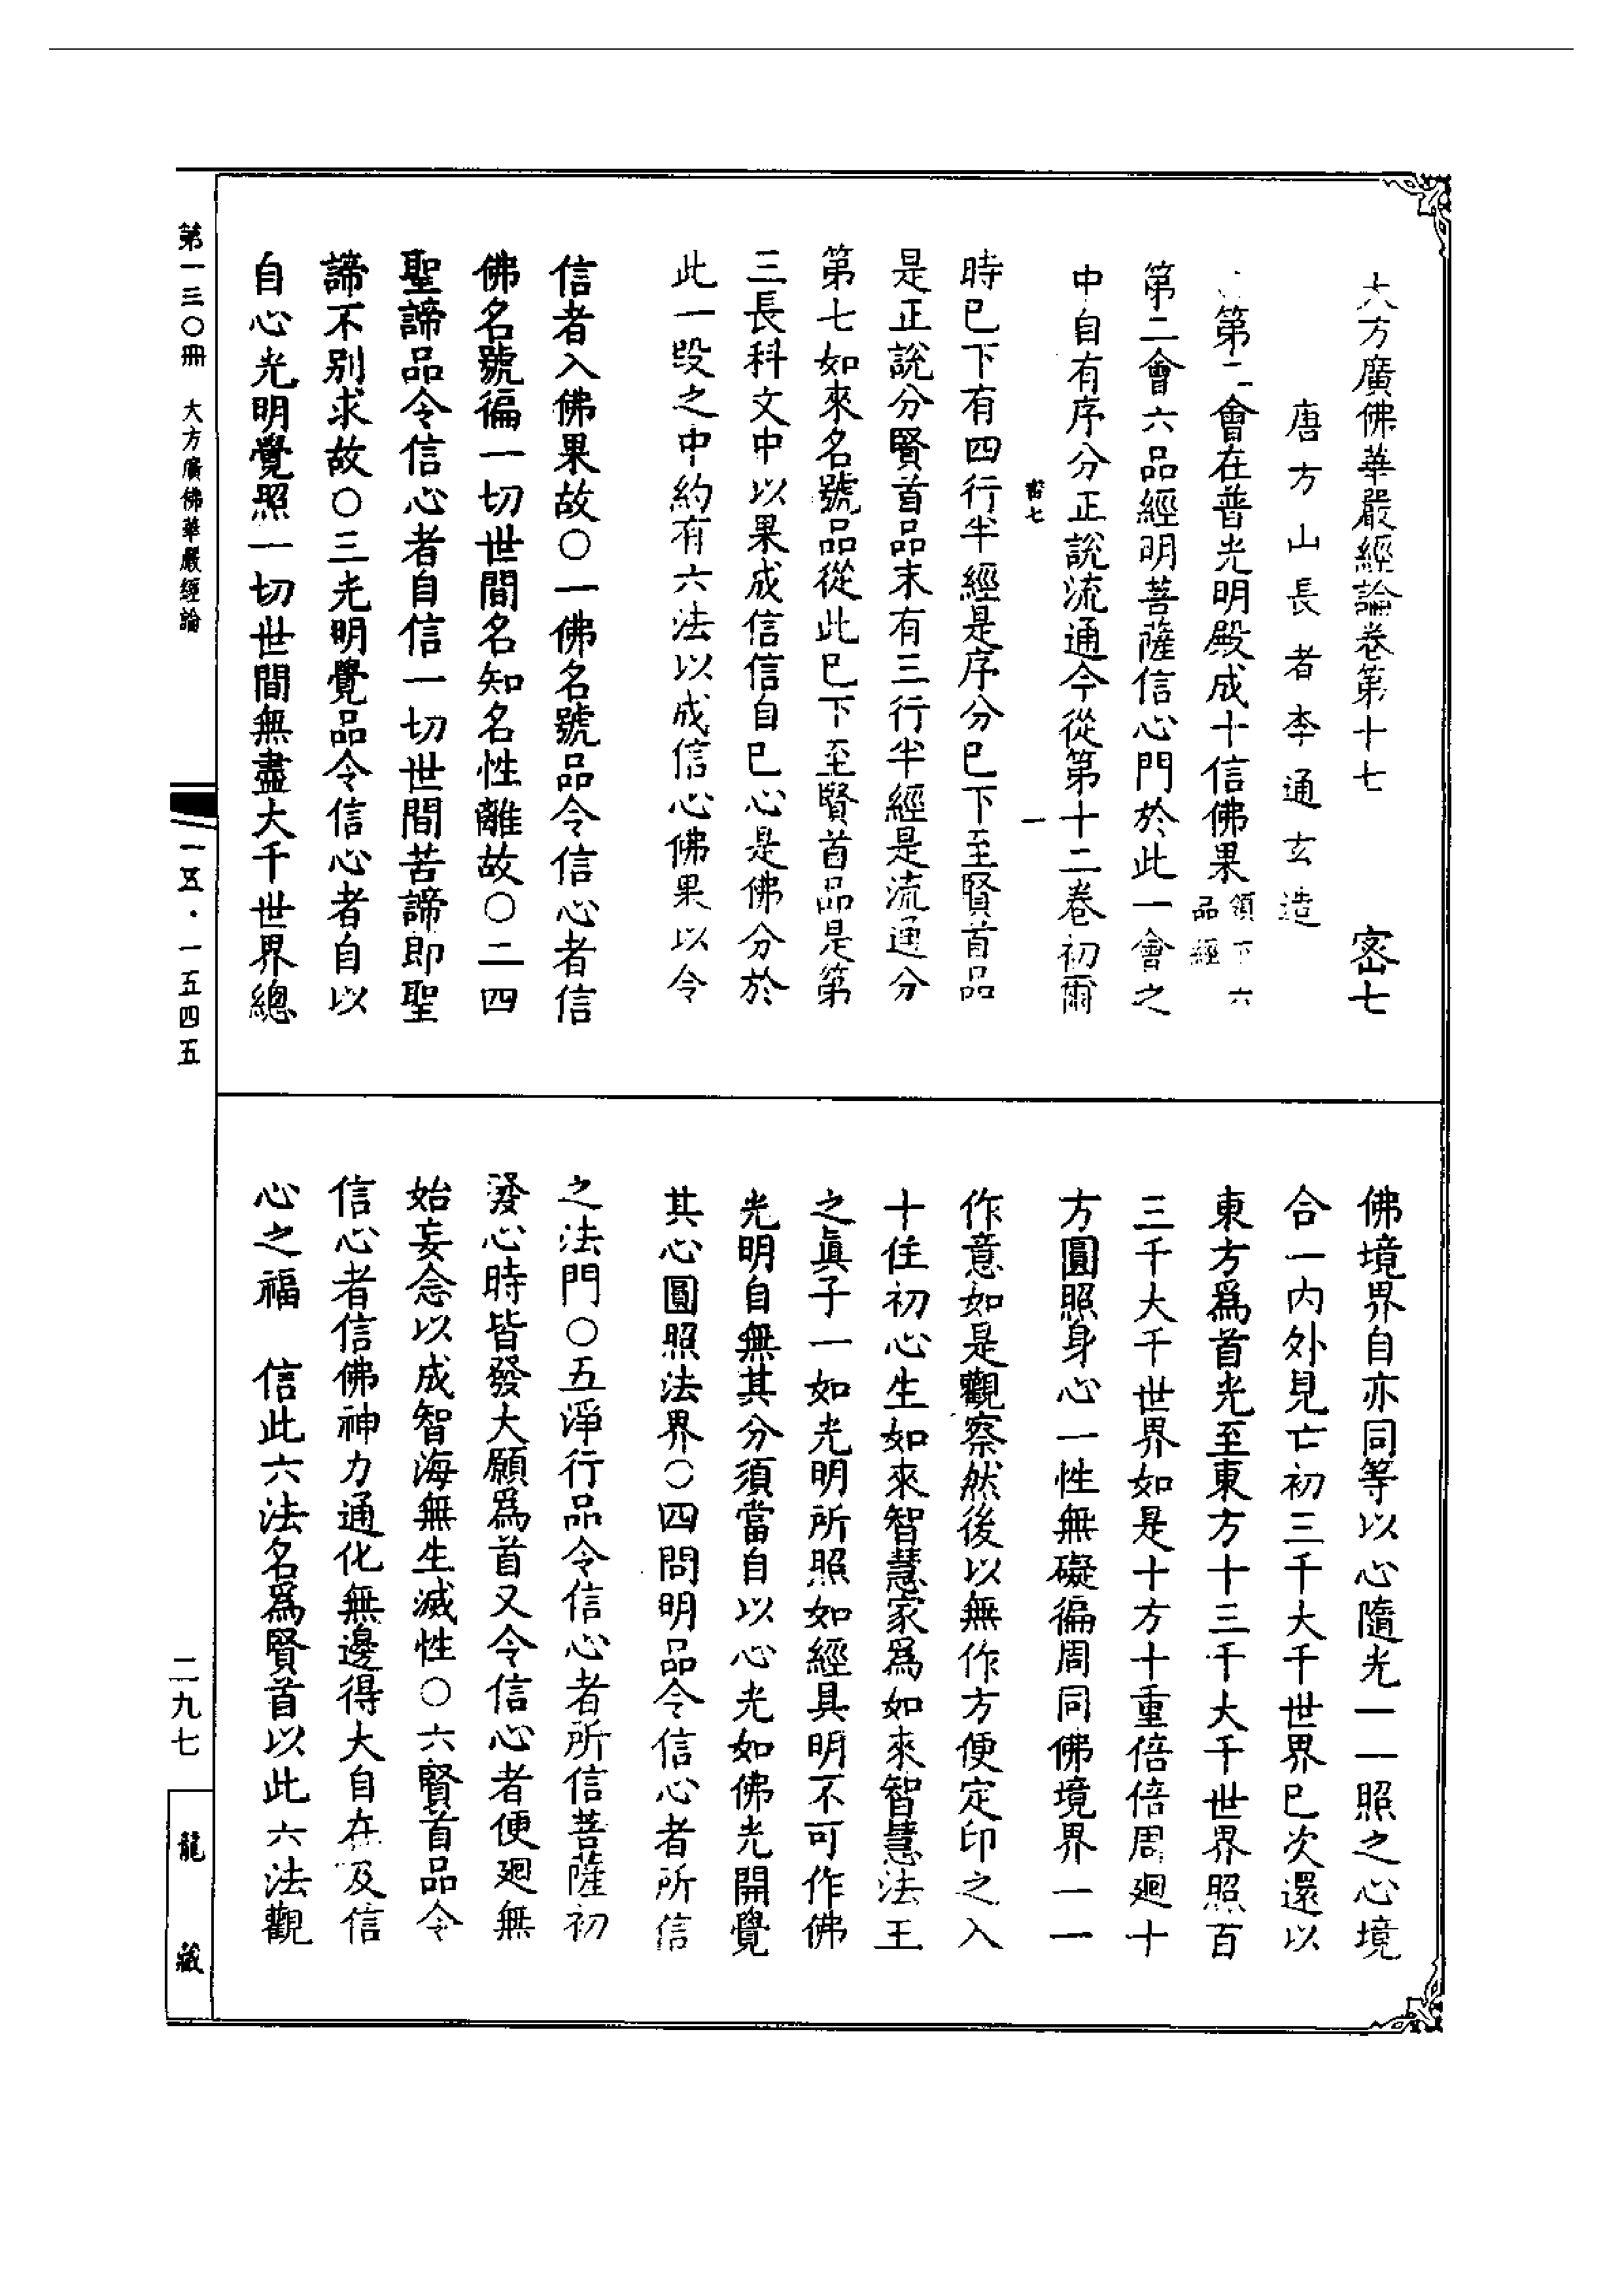 大方廣佛華嚴經論卷第十七　密七
唐方山長者李通玄造
第二會在普光明殿成十信佛果領下六品經
第二會六品經明菩薩信心門於此一會之
中自有序分正說流通今從第十二卷初爾
密七　一
時已下有四行半經是序分已下至賢首品
是正說分賢首品末有三行半經是流通分
第七如來名號品從此已下至賢首品是第
三長科文中以果成信信自已心是佛分於
此一段之中約有六法以成信心佛果以令
信者入佛果故○一佛名號品令信心者信
佛名號徧一切世間名知名性離故○二四
聖諦品令信心者自信一切世間苦諦即聖
諦不別求故○三光明覺品令信心者自以
自心光明覺照一切世間無盡大千世界總
佛境界自亦同等以心隨光一一照之心境
合一內外見亡初三千大千世界已次還以
東方爲首光至東方十三千大千世界照百
三千大千世界如是十方十重倍倍周迴十
方圓照身心一性無礙徧周同佛境界一一
作意如是觀察然後以無作方便定印之入
十住初心生如來智慧家爲如來智慧法王
之眞子一如光明所照如經具明不可作佛
光明自無其分須當自以心光如佛光開覺
其心圓照法界○四問明品令信心者所信
之法門○五淨行品令信心者所信菩薩初
發心時皆發大願爲首又令信心者便迴無
始妄念以成智海無生滅性○六賢首品令
信心者信佛神力通化無邊得大自在及信
心之福　信此六法名爲賢首以此六法觀
第一三○冊　大方廣佛華嚴經論
一五．一五四五
二九七
龍藏